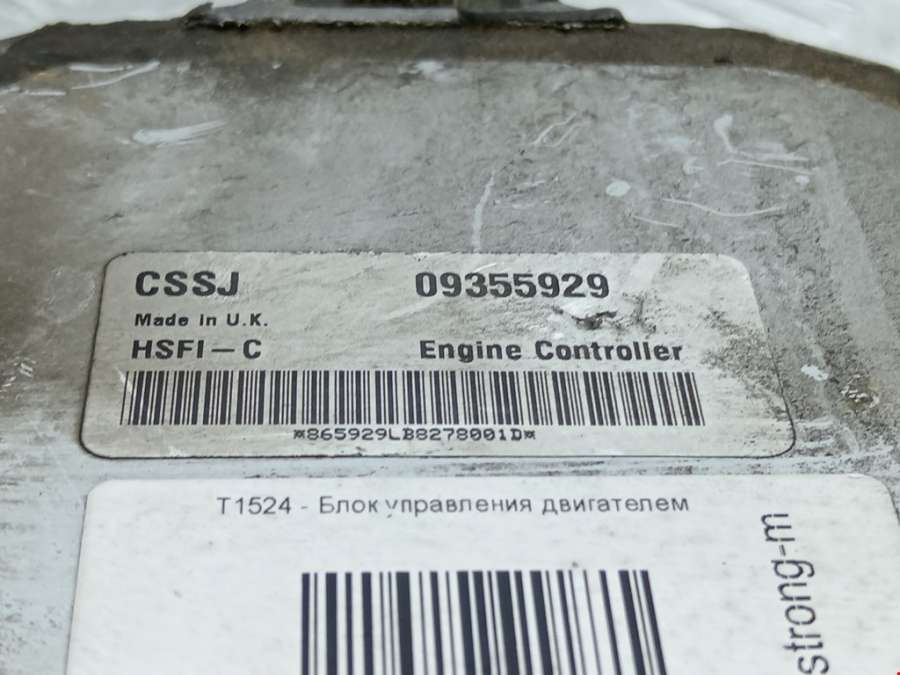 CSSJ 09355929
Made in U.K.
HSFI-C Engine Controller
*865929LB8278001D*
T1524 - Блок управления двигателем
strong-m